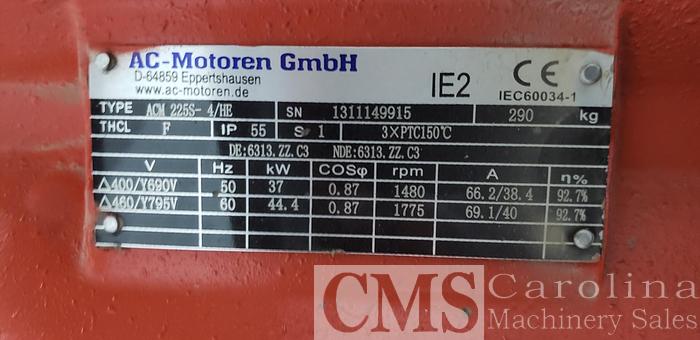 AC-Motoren GmbH
D-64859 Eppertshausen
www.ac-motoren.de
IE2
CE
IEC60034-1
TYPE ACM 225S-4/HE SN 1311149915 290 kg
THCL F IP 55 S 1 3×PTC150℃
DE:6313.ZZ.C3 NDE:6313.ZZ.C3
V Hz kW COSφ rpm A η%
△400/Y690V 50 37 0.87 1480 66.2/38.4 92.7%
△460/Y795V 60 44.4 0.87 1775 69.1/40 92.7%
CMS Carolina
Machinery Sales